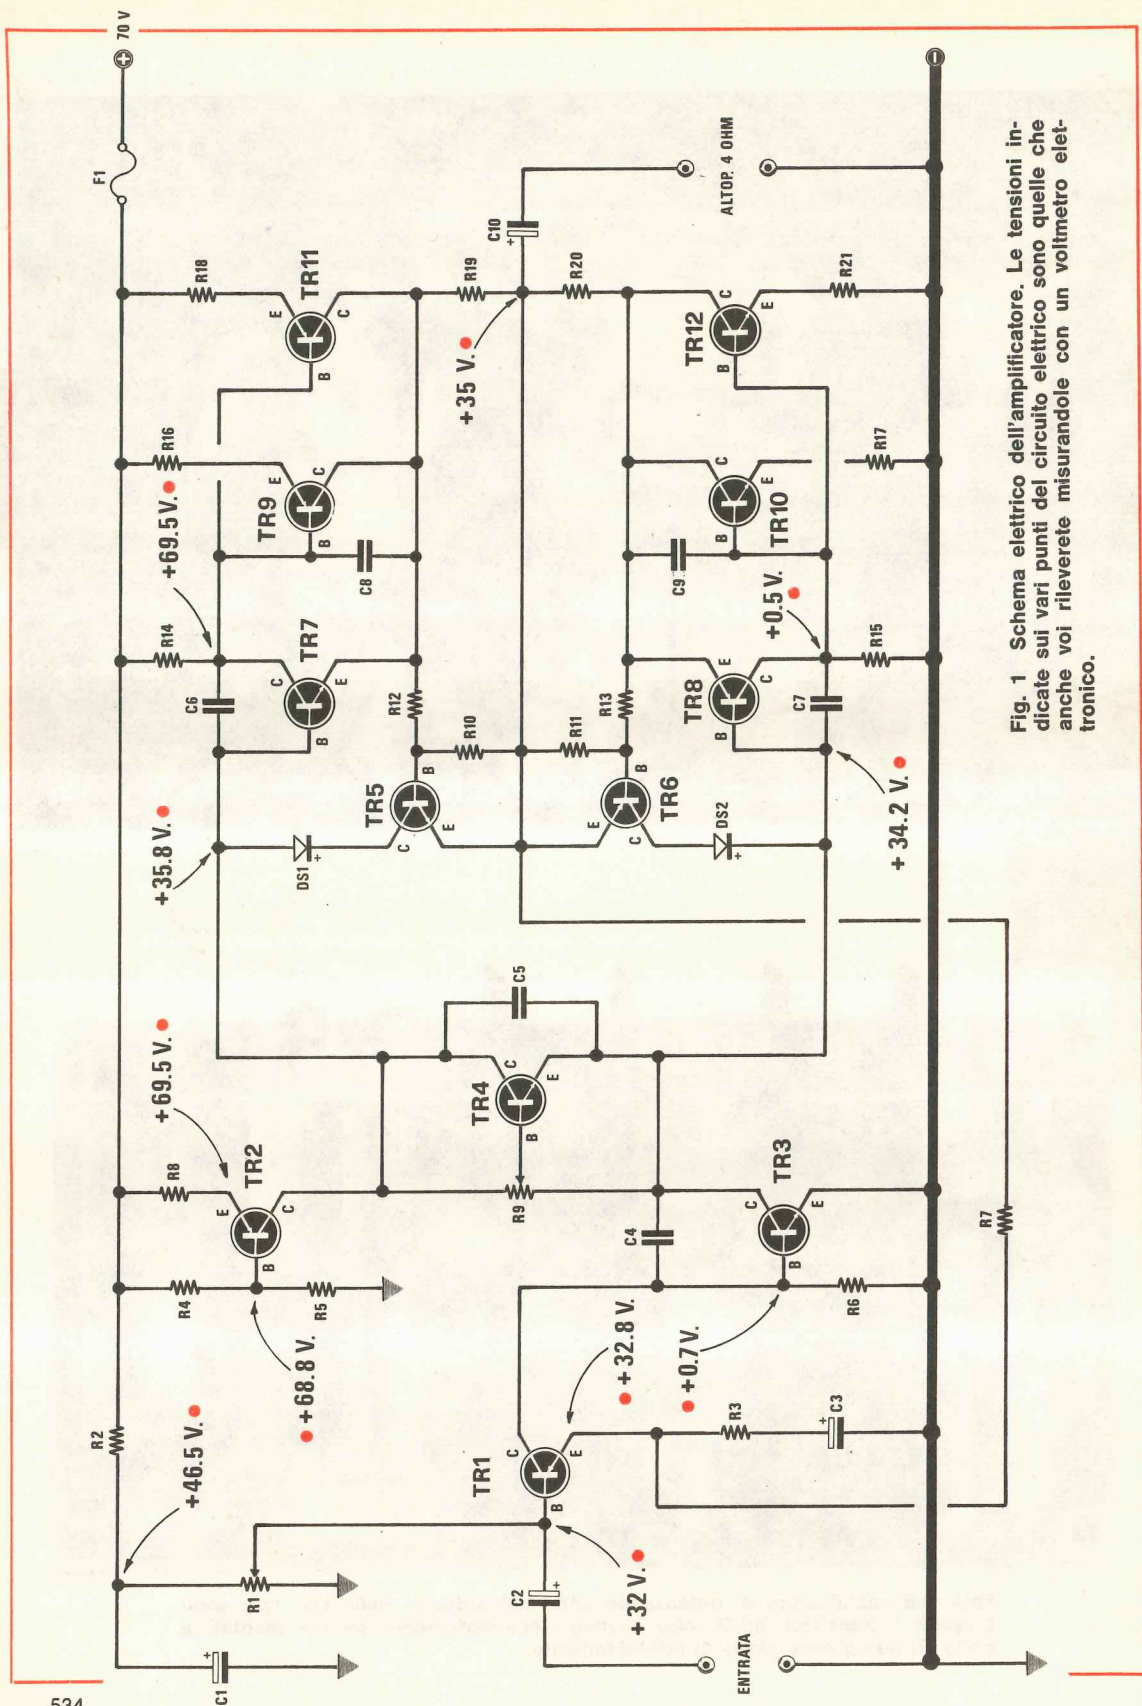 534
70 V
F1
R18
TR11
E
C
B
R19
C10
+
ALTOP. 4 OHM
+35 V.
R20
TR12
C
E
B
R21
R16
+69.5 V.
TR9
E
C
B
C8
TR10
C
E
B
C9
R17
+0.5 V.
R14
C6
TR7
C
E
B
R12
R10
R11
R13
TR8
E
C
B
C7
R15
+35.8 V.
DS1
+
TR5
B
C
E
TR6
B
E
C
DS2
+
+34.2 V.
+69.5 V.
R8
TR2
E
C
B
R4
R5
+68.8 V.
C5
TR4
C
E
B
R9
C4
TR3
C
E
B
R6
R7
+0.7 V.
+32.8 V.
R2
+46.5 V.
R1
C1
+
TR1
C
E
B
R3
C3
+
C2
+
+32 V.
ENTRATA
Fig. 1 Schema elettrico dell'amplificatore. Le tensioni in-
dicate sui vari punti del circuito elettrico sono quelle che
anche voi rileverete misurandole con un voltmetro elet-
tronico.